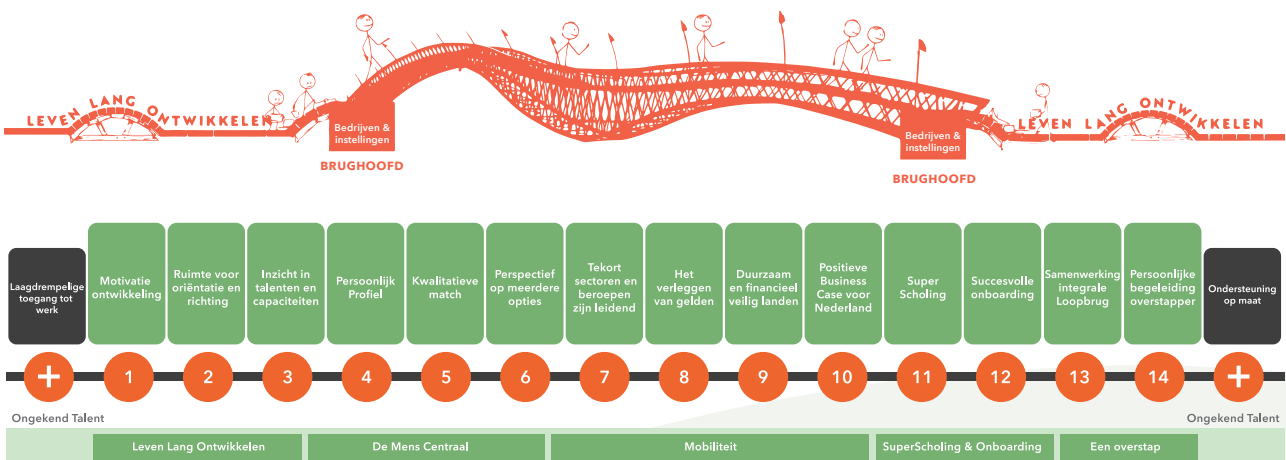 LEVEN LANG ONTWIKKELEN
Bedrijven &
instellingen
BRUGHOOFD
Bedrijven &
instellingen
BRUGHOOFD
LEVEN LANG ONTWIKKELEN
Laagdrempelige
toegang tot
werk
Motivatie
ontwikkeling
Ruimte voor
oriëntatie en
richting
Inzicht in
talenten en
capaciteiten
Persoonlijk
Profiel
Kwalitatieve
match
Perspectief
op meerdere
opties
Tekort
sectoren en
beroepen
zijn leidend
Het
verleggen
van gelden
Duurzaam
en financieel
veilig landen
Positieve
Business
Case voor
Nederland
Super
Scholing
Succesvolle
onboarding
Samenwerking
integrale
Loopbrug
Persoonlijke
begeleiding
overstapper
Ondersteuning
op maat
+ 1 2 3 4 5 6 7 8 9 10 11 12 13 14 +
Ongekend Talent
Ongekend Talent
Leven Lang Ontwikkelen
De Mens Centraal
Mobiliteit
SuperScholing & Onboarding
Een overstap